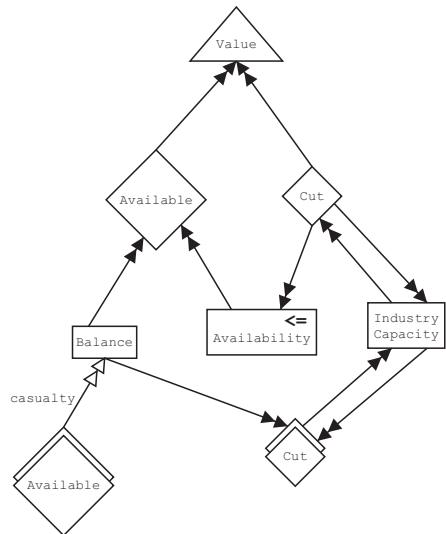 Value
Available
Cut
<=
Availability
Industry
Capacity
Balance
casualty
Available
Cut